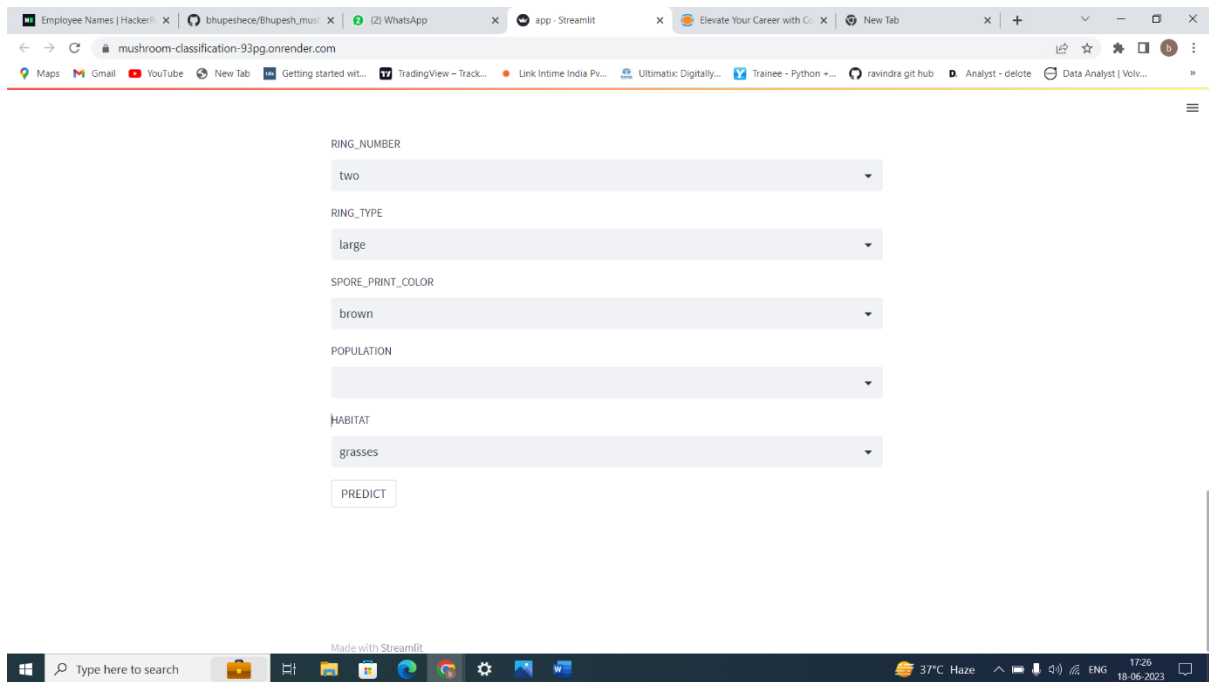 Employee Names | HackerR
bhupeshece/Bhupesh_mush
(2) WhatsApp
app · Streamlit
Elevate Your Career with Co
New Tab
mushroom-classification-93pg.onrender.com
b
Maps
Gmail
YouTube
New Tab
Getting started wit...
TradingView – Track...
Link Intime India Pv...
Ultimatix: Digitally...
Trainee - Python +...
ravindra git hub
Analyst - delote
Data Analyst | Volv...
RING_NUMBER
two
RING_TYPE
large
SPORE_PRINT_COLOR
brown
POPULATION
HABITAT
grasses
PREDICT
Made with Streamlit
Type here to search
37°C Haze
ENG
17:26
18-06-2023